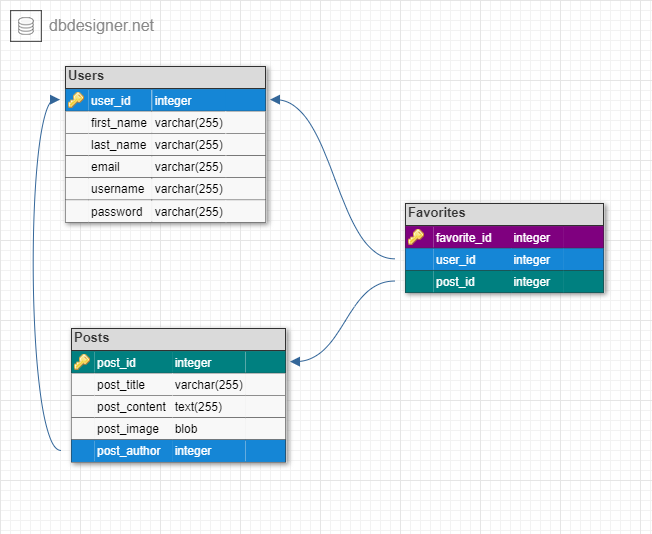 dbdesigner.net
Users
user_id integer
first_name varchar(255)
last_name varchar(255)
email varchar(255)
username varchar(255)
password varchar(255)
Favorites
favorite_id integer
user_id integer
post_id integer
Posts
post_id integer
post_title varchar(255)
post_content text(255)
post_image blob
post_author integer